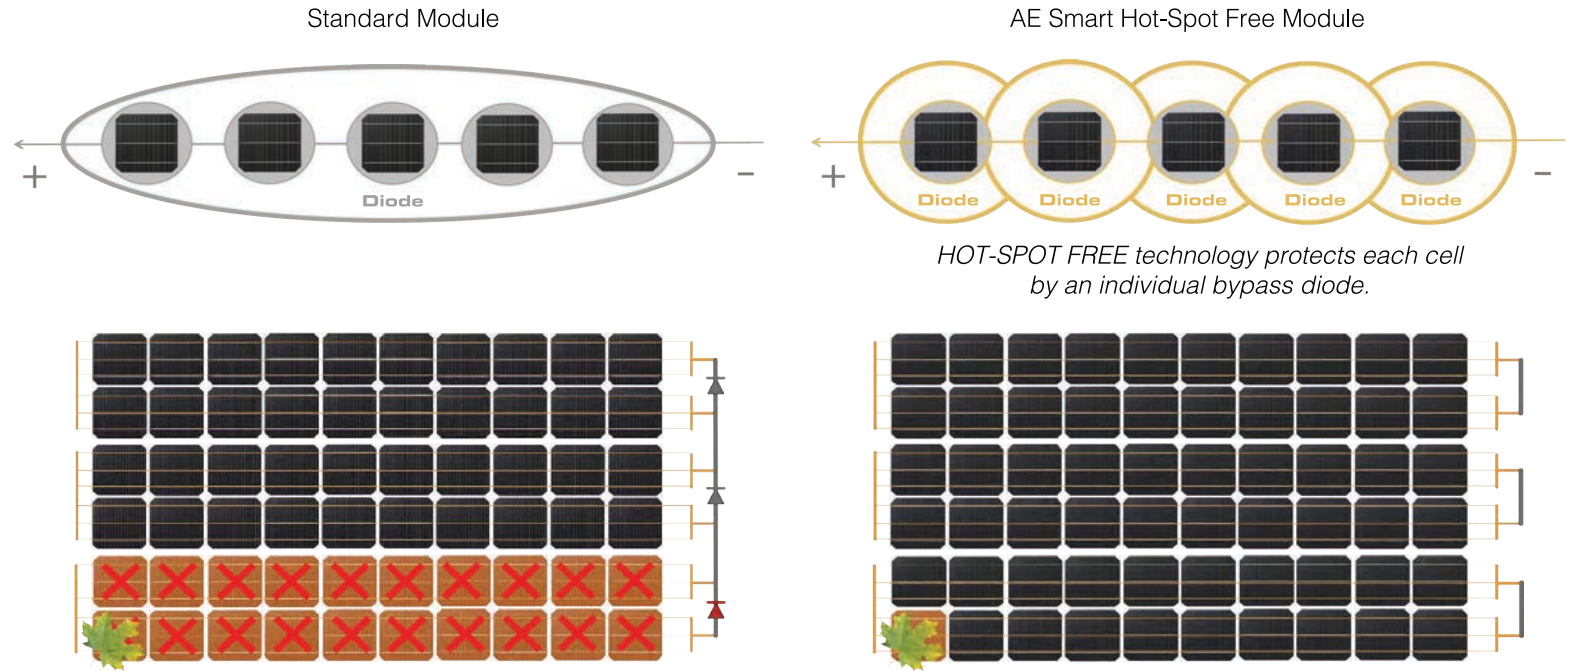 Standard Module
AE Smart Hot-Spot Free Module
+
−
Diode
+
−
Diode Diode Diode Diode Diode
HOT-SPOT FREE technology protects each cell
by an individual bypass diode.